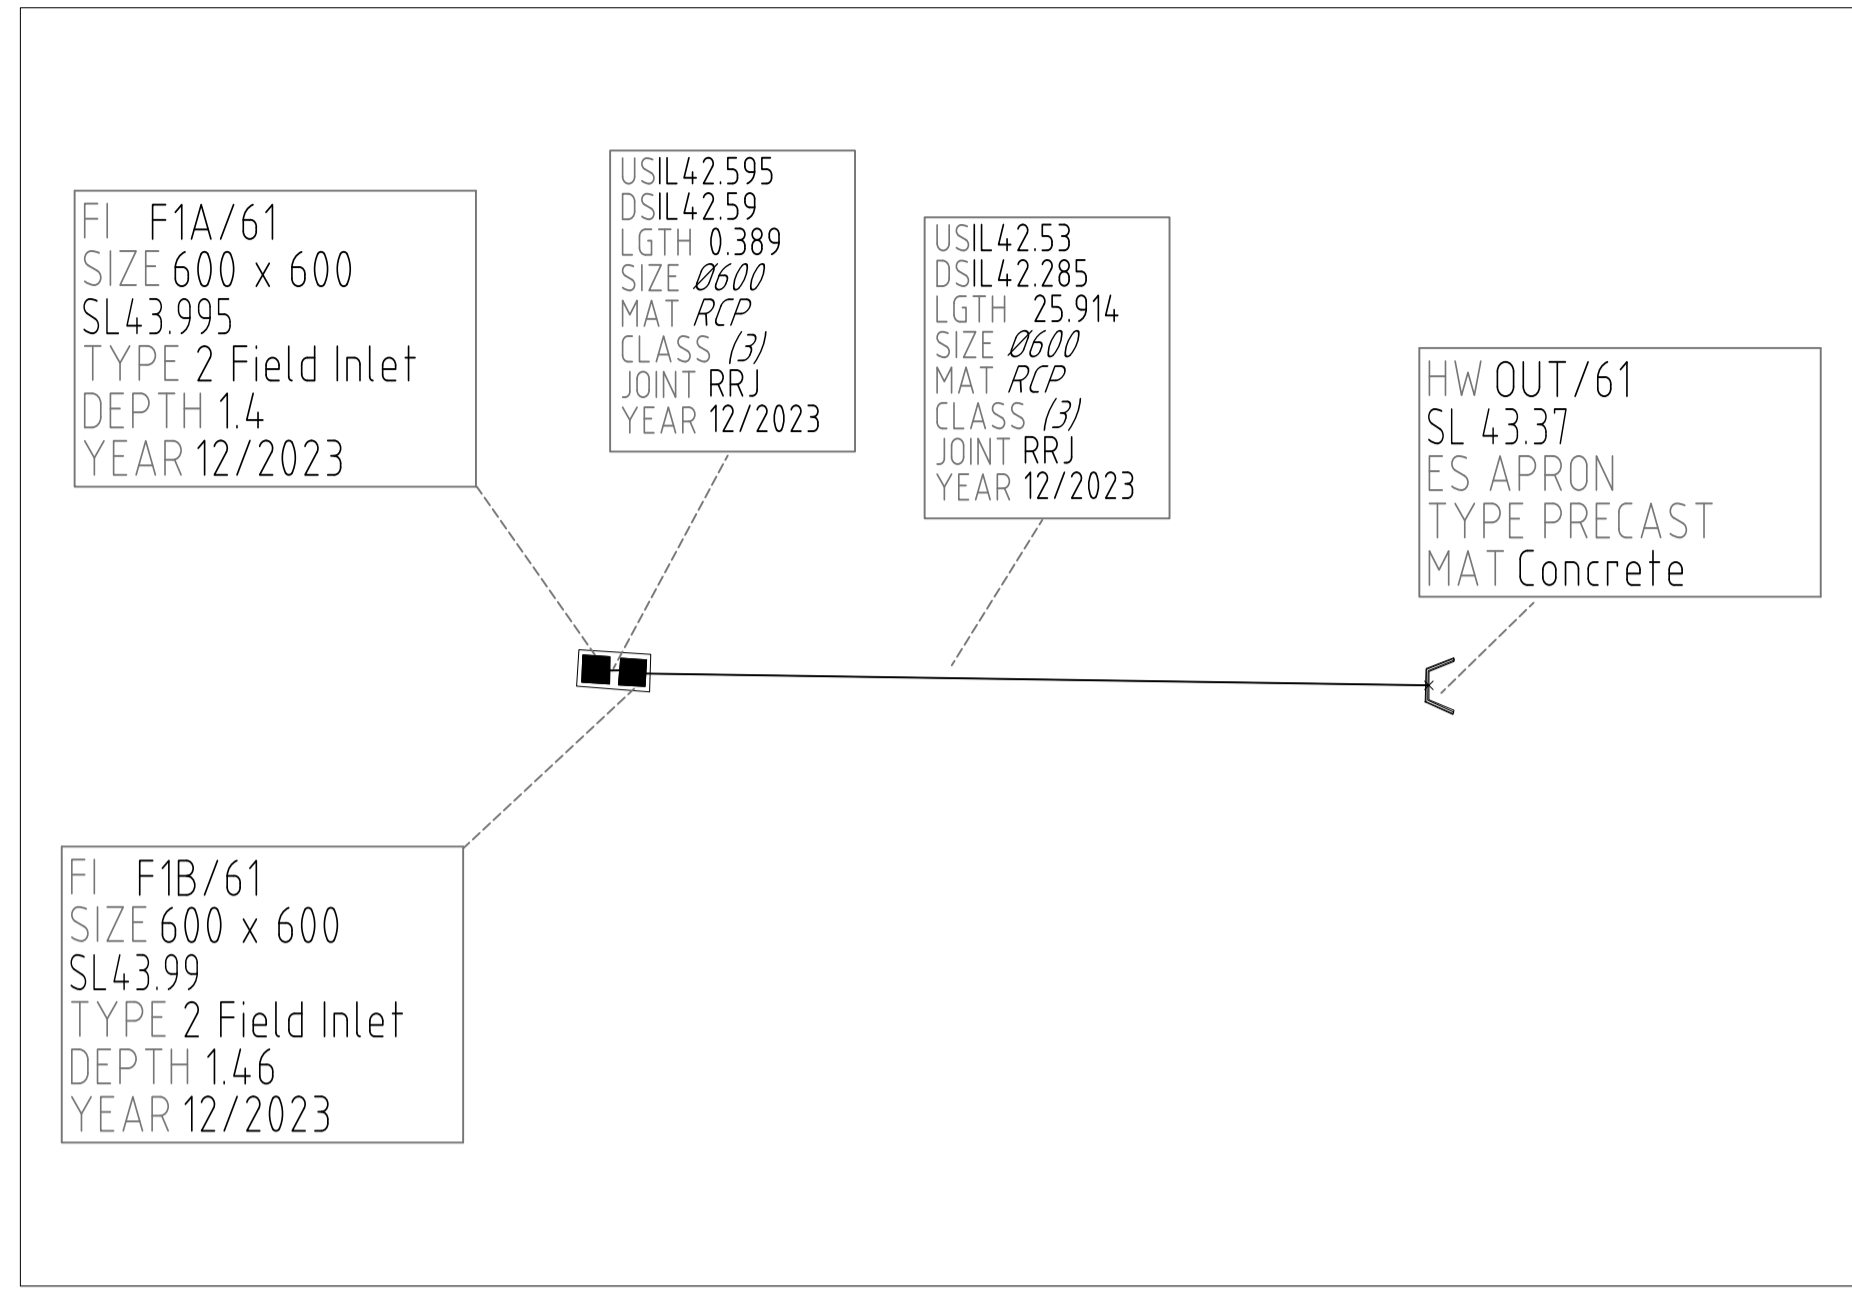 FI F1A/61
SIZE 600 x 600
SL43.995
TYPE 2 Field Inlet
DEPTH 1.4
YEAR 12/2023
USIL42.595
DSIL42.59
LGTH 0.389
SIZE Ø600
MAT RCP
CLASS (3)
JOINT RRJ
YEAR 12/2023
USIL42.53
DSIL42.285
LGTH 25.914
SIZE Ø600
MAT RCP
CLASS (3)
JOINT RRJ
YEAR 12/2023
HW OUT/61
SL 43.37
ES APRON
TYPE PRECAST
MAT Concrete
FI F1B/61
SIZE 600 x 600
SL43.99
TYPE 2 Field Inlet
DEPTH 1.46
YEAR 12/2023